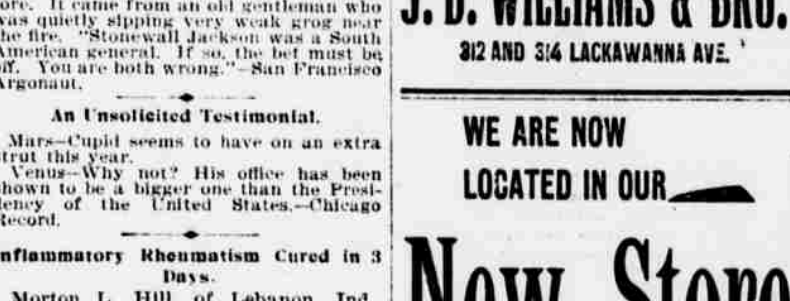 ore. It came from an old gentleman who
was quietly sipping very weak grog near
the fire. "Stonewall Jackson was a South
American general. If so, the bet must be
off. You are both wrong."—San Francisco
Argonaut.
An Unsolicited Testimonial.
Mars—Cupid seems to have on an extra
strut this year.
Venus—Why not? His office has been
shown to be a bigger one than the Presi-
dency of the United States.—Chicago
Record.
Inflammatory Rheumatism Cured in 3
Days.
Morton L. Hill, of Lebanon, Ind.
J. D. WILLIAMS & BRO.
312 AND 314 LACKAWANNA AVE.
WE ARE NOW
LOCATED IN OUR
New Store